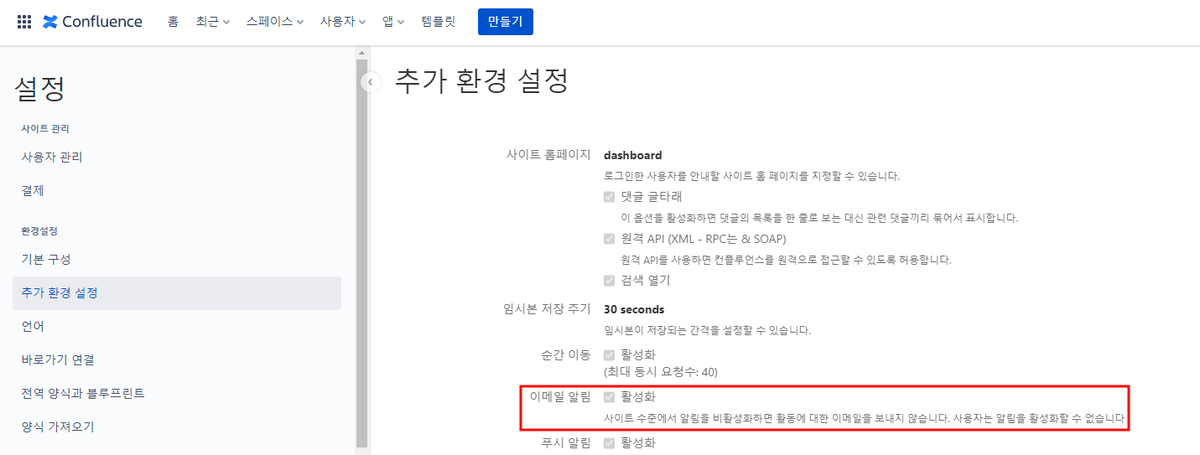 Confluence 홈 최근 스페이스 사용자 앱 템플릿 만들기
설정
사이트 관리
사용자 관리
결제
환경설정
기본 구성
추가 환경 설정
언어
바로가기 연결
전역 양식과 블루프린트
양식 가져오기
추가 환경 설정
사이트 홈페이지 dashboard
로그인한 사용자를 안내할 사이트 홈 페이지를 지정할 수 있습니다.
댓글 글타래
이 옵션을 활성화하면 댓글의 목록을 한 줄로 보는 대신 관련 댓글끼리 묶어서 표시합니다.
원격 API (XML - RPC는 & SOAP)
원격 API를 사용하면 컨플루언스를 원격으로 접근할 수 있도록 허용합니다.
검색 열기
임시본 저장 주기 30 seconds
임시본이 저장되는 간격을 설정할 수 있습니다.
순간 이동 활성화
(최대 동시 요청수: 40)
이메일 알림 활성화
사이트 수준에서 알림을 비활성화하면 활동에 대한 이메일을 보내지 않습니다. 사용자는 알림을 활성화할 수 없습니다
푸시 알림 활성화